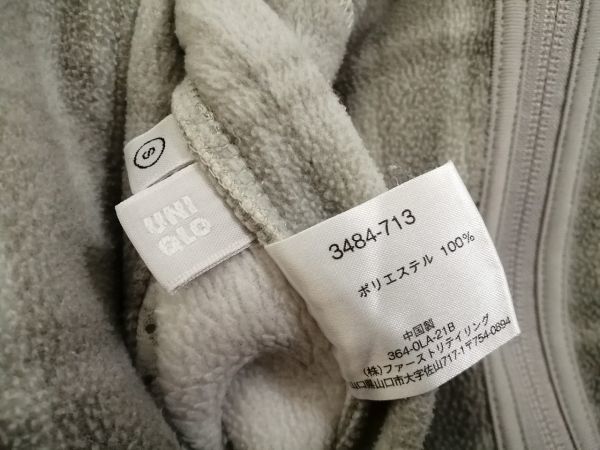 S
UNI
QLO
3484-713
ポリエステル 100%
中国製
364-0LA-21B
(株)ファーストリテイリング
山口県山口市大字佐山717-1〒754-0894